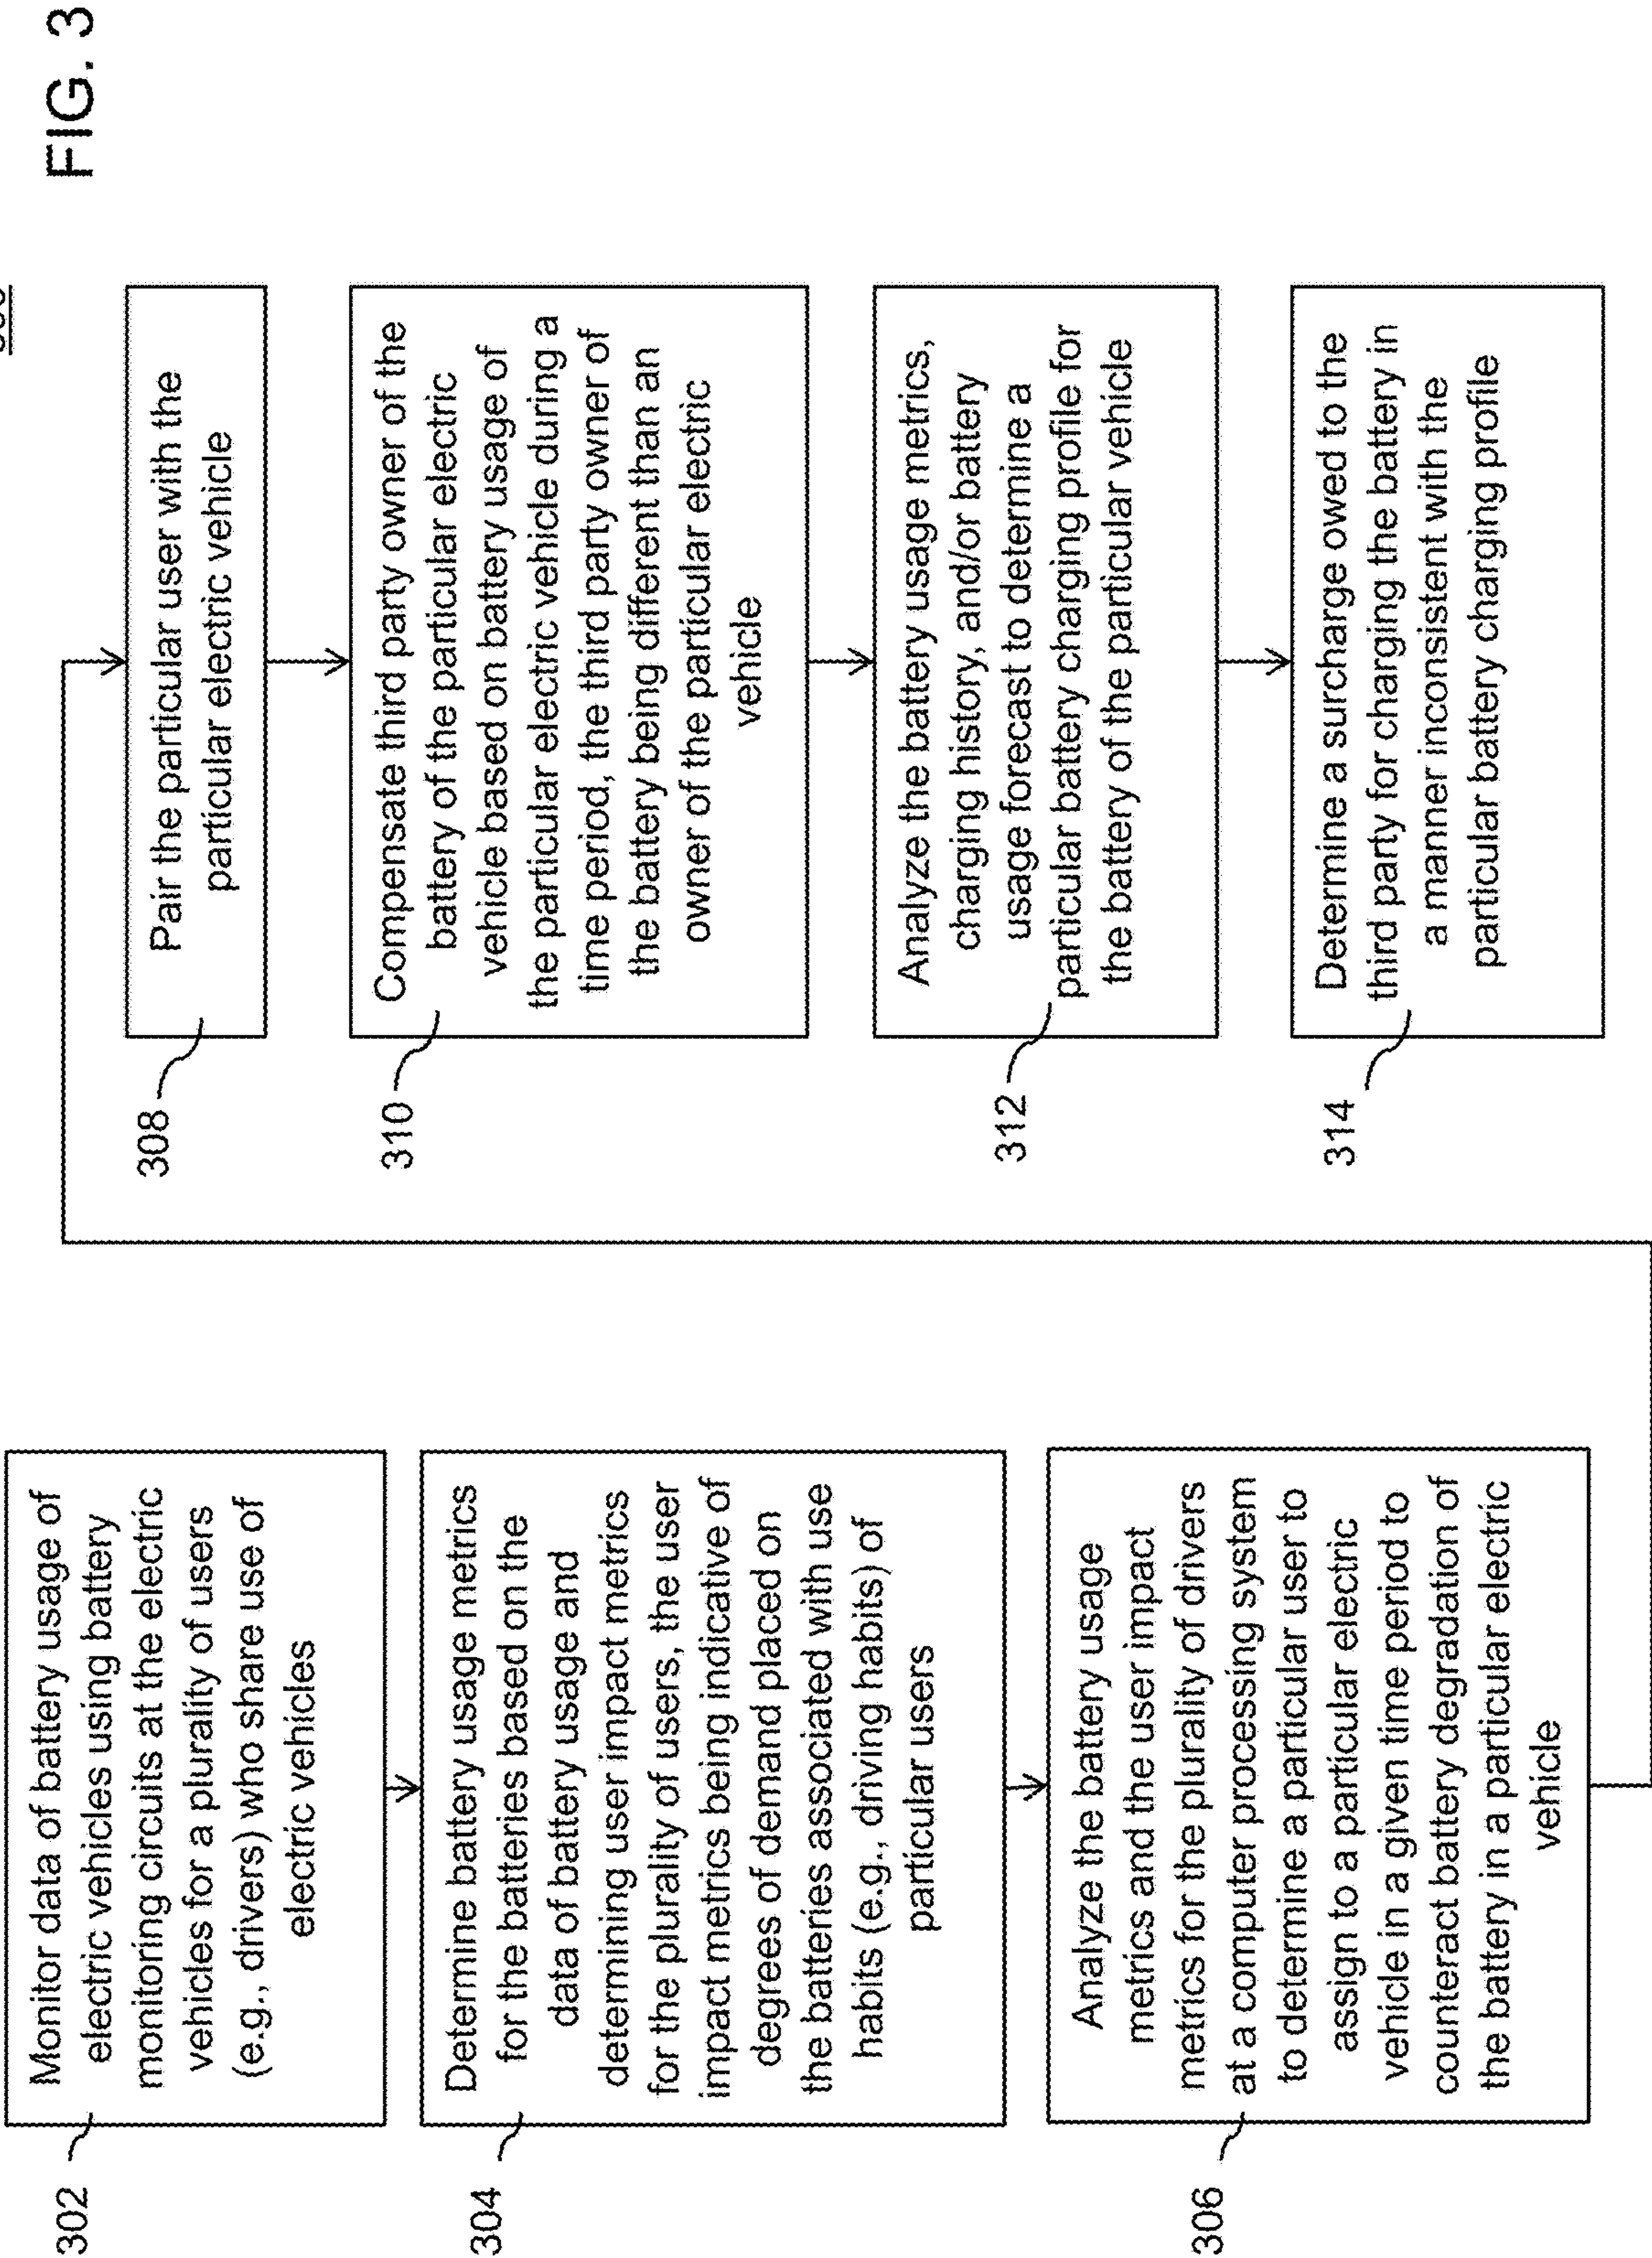 FIG. 3
302
Monitor data of battery usage of
electric vehicles using battery
monitoring circuits at the electric
vehicles for a plurality of users
(e.g., drivers) who share use of
electric vehicles
304
Determine battery usage metrics
for the batteries based on the
data of battery usage and
determining user impact metrics
for the plurality of users, the user
impact metrics being indicative of
degrees of demand placed on
the batteries associated with use
habits (e.g., driving habits) of
particular users
306
Analyze the battery usage
metrics and the user impact
metrics for the plurality of drivers
at a computer processing system
to determine a particular user to
assign to a particular electric
vehicle in a given time period to
counteract battery degradation of
the battery in a particular electric
vehicle
308
Pair the particular user with the
particular electric vehicle
310
Compensate third party owner of the
battery of the particular electric
vehicle based on battery usage of
the particular electric vehicle during a
time period, the third party owner of
the battery being different than an
owner of the particular electric
vehicle
312
Analyze the battery usage metrics,
charging history, and/or battery
usage forecast to determine a
particular battery charging profile for
the battery of the particular vehicle
314
Determine a surcharge owed to the
third party for charging the battery in
a manner inconsistent with the
particular battery charging profile